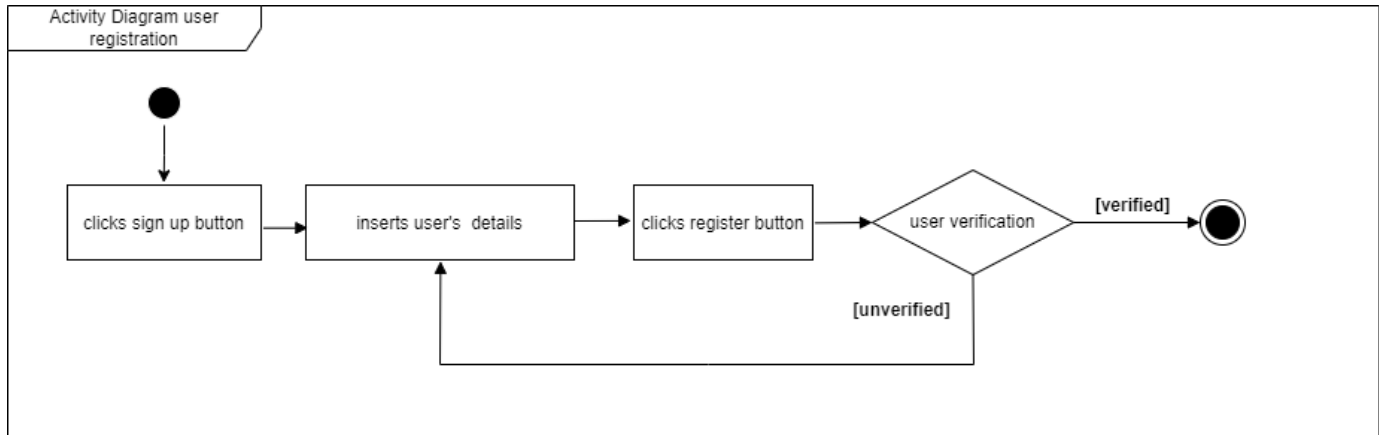 Activity Diagram user
registration
clicks sign up button
inserts user's  details
clicks register button
user verification
[verified]
[unverified]